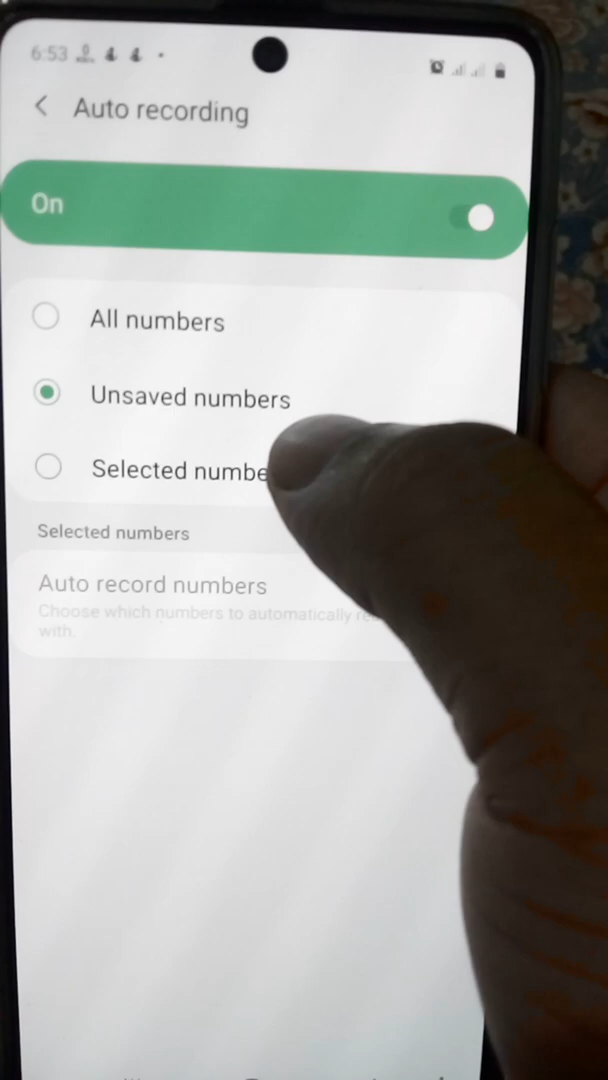 6:53
Auto recording
On
All numbers
Unsaved numbers
Selected numbe
Selected numbers
Auto record numbers
Choose which numbers to automatically
with.